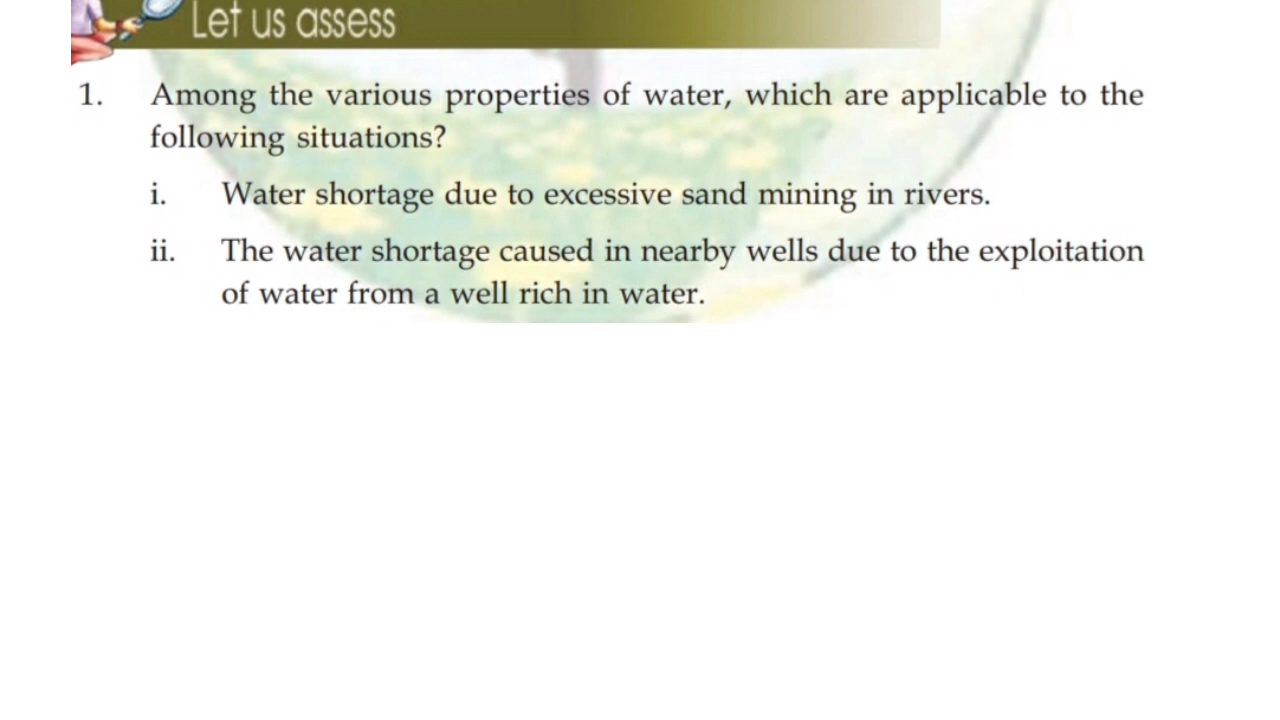 Let us assess
1. Among the various properties of water, which are applicable to the
following situations?
i. Water shortage due to excessive sand mining in rivers.
ii. The water shortage caused in nearby wells due to the exploitation
of water from a well rich in water.